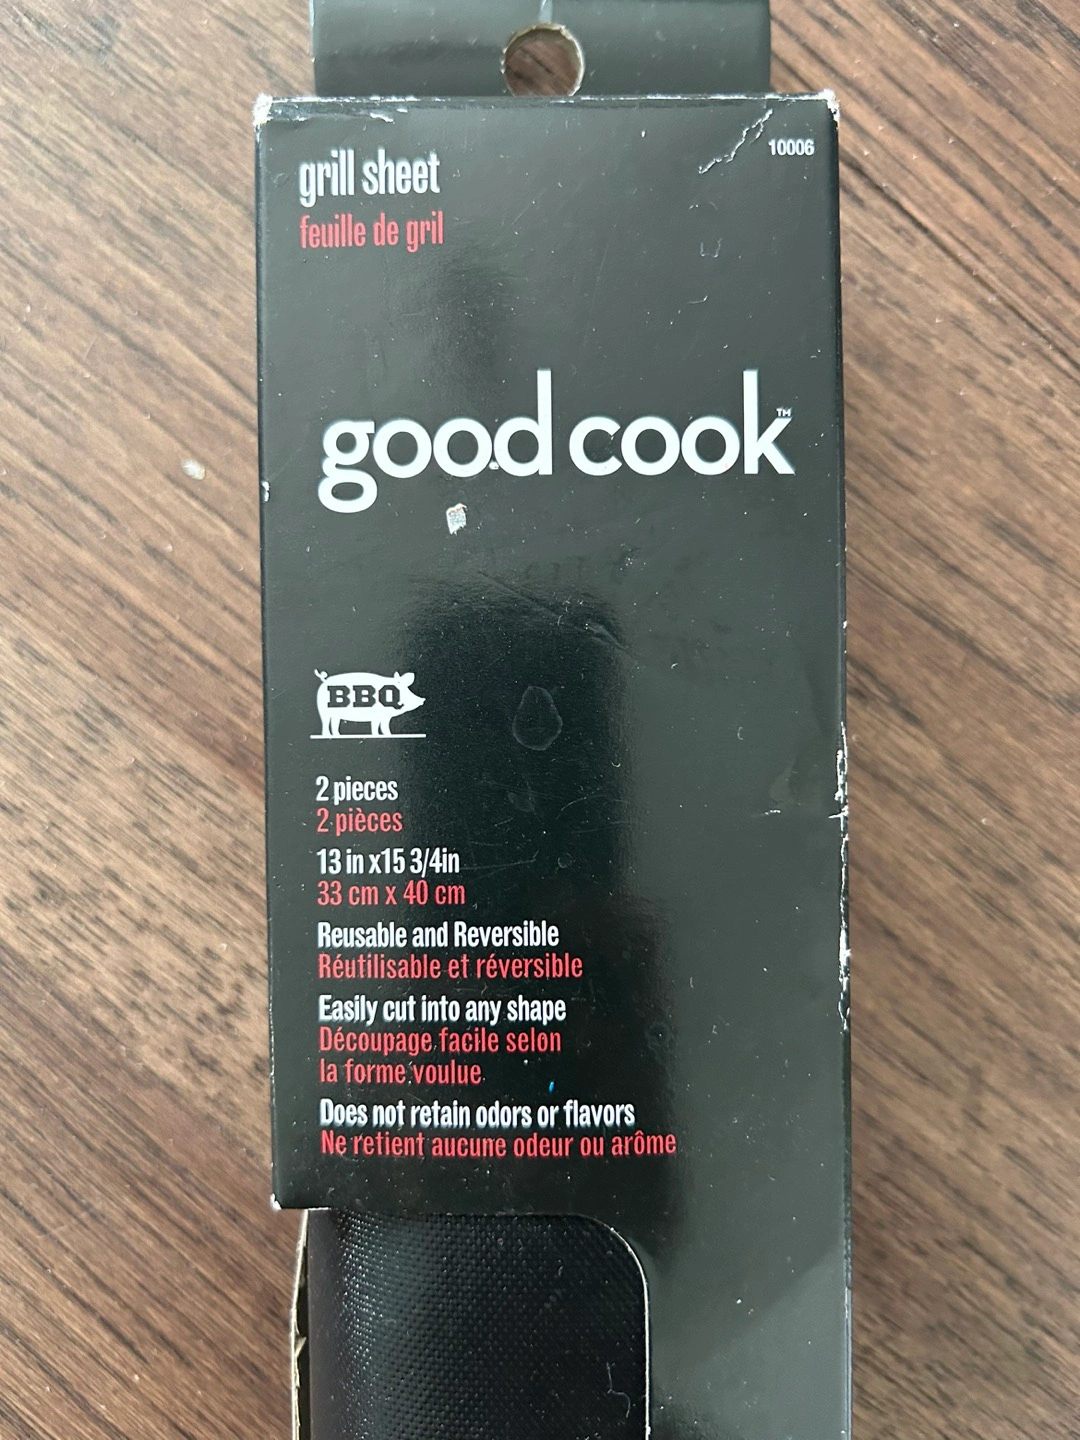 10006
grill sheet
feuille de gril
good cook™
BBQ
2 pieces
2 pièces
13 in x15 3/4in
33 cm x 40 cm
Reusable and Reversible
Réutilisable et réversible
Easily cut into any shape
Découpage facile selon
la forme voulue
Does not retain odors or flavors
Ne retient aucune odeur ou arôme